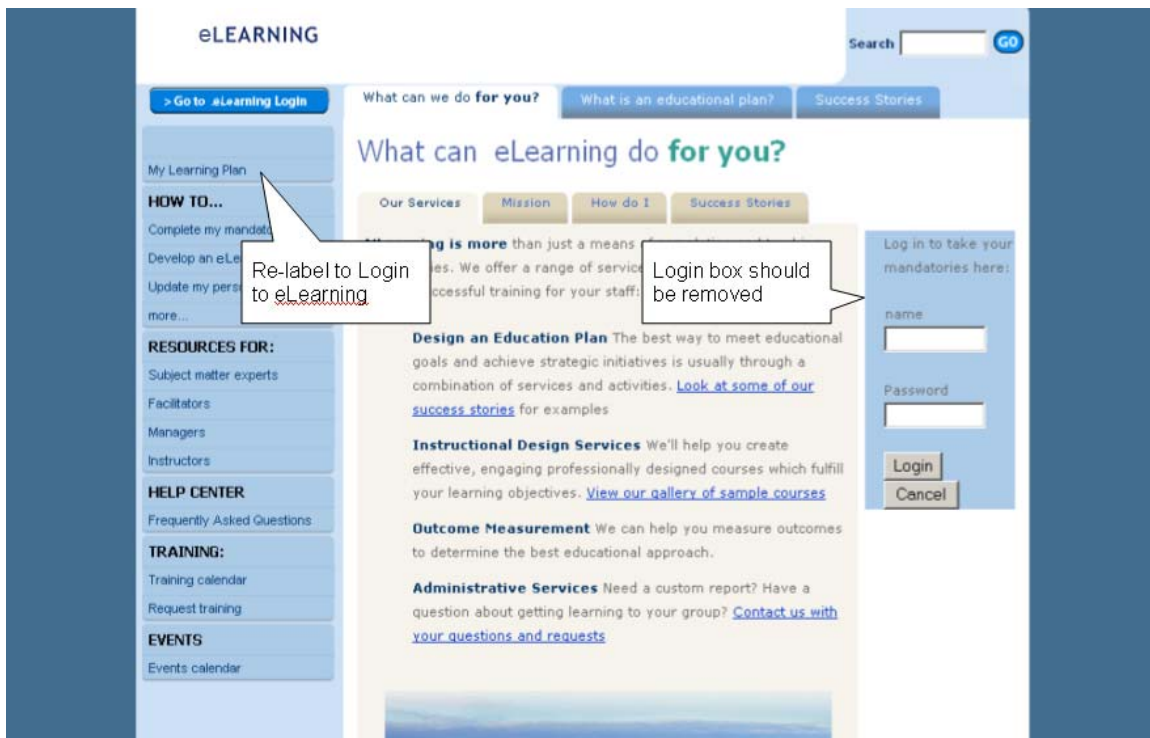 eLEARNING
Search
GO
> Go to eLearning Login
What can we do for you?
What is an educational plan?
Success Stories
My Learning Plan
HOW TO...
Complete my mandato
Develop an eLe
Update my pers
more...
RESOURCES FOR:
Subject matter experts
Facilitators
Managers
Instructors
HELP CENTER
Frequently Asked Questions
TRAINING:
Training calendar
Request training
EVENTS
Events calendar
Re-label to Login
to eLearning
What can eLearning do for you?
Our Services
Mission
How do I
Success Stories
ng is more than just a means
ies. We offer a range of servic
ccessful training for your staff:
Design an Education Plan The best way to meet educational
goals and achieve strategic initiatives is usually through a
combination of services and activities. Look at some of our
success stories for examples
Instructional Design Services We'll help you create
effective, engaging professionally designed courses which fulfill
your learning objectives. View our gallery of sample courses
Outcome Measurement We can help you measure outcomes
to determine the best educational approach.
Administrative Services Need a custom report? Have a
question about getting learning to your group? Contact us with
your questions and requests
Login box should
be removed
Log in to take your
mandatories here:
name
Password
Login
Cancel